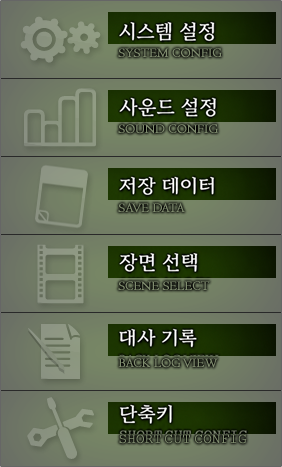 시스템 설정
SYSTEM CONFIG
사운드 설정
SOUND CONFIG
저장 데이터
SAVE DATA
장면 선택
SCENE SELECT
대사 기록
BACK LOG VIEW
단축키
SHORT CUT CONFIG